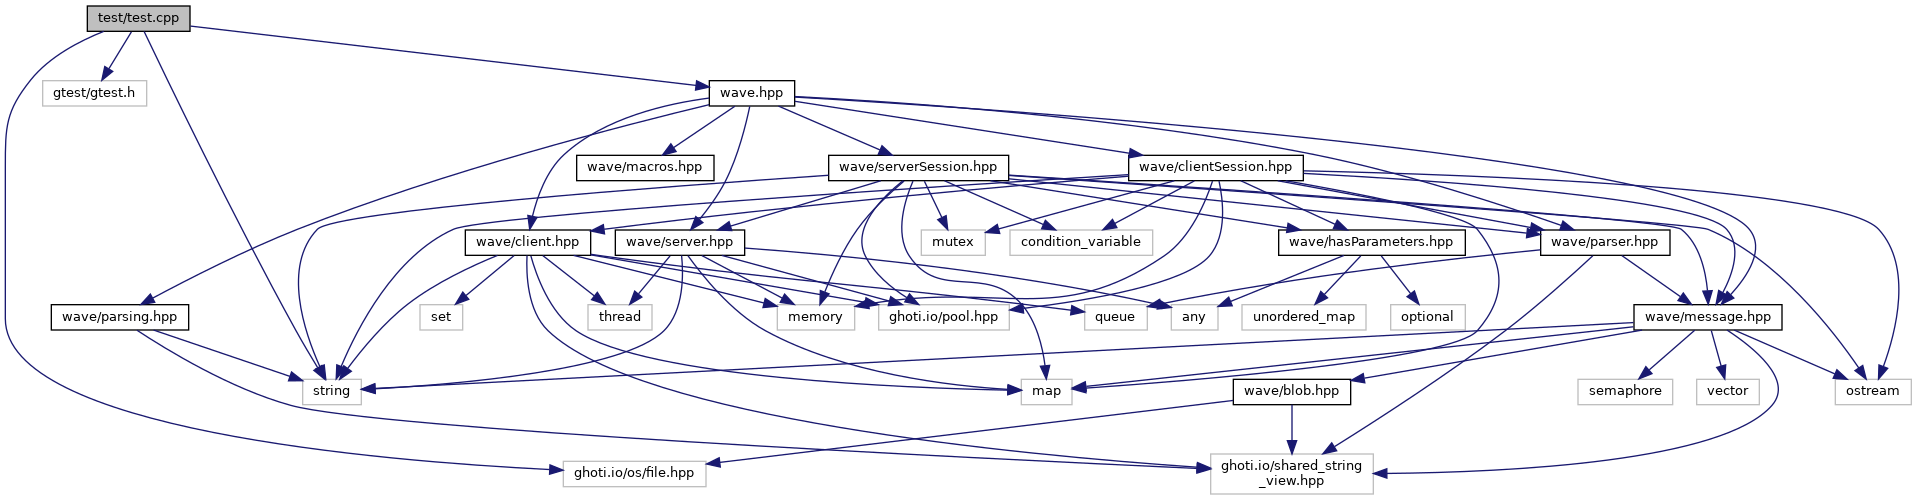 test/test.cpp
gtest/gtest.h
wave.hpp
wave/macros.hpp
wave/serverSession.hpp
wave/clientSession.hpp
wave/client.hpp
wave/server.hpp
mutex
condition_variable
wave/hasParameters.hpp
wave/parser.hpp
wave/parsing.hpp
set
thread
memory
ghoti.io/pool.hpp
queue
any
unordered_map
optional
wave/message.hpp
string
map
wave/blob.hpp
semaphore
vector
ostream
ghoti.io/os/file.hpp
ghoti.io/shared_string
_view.hpp